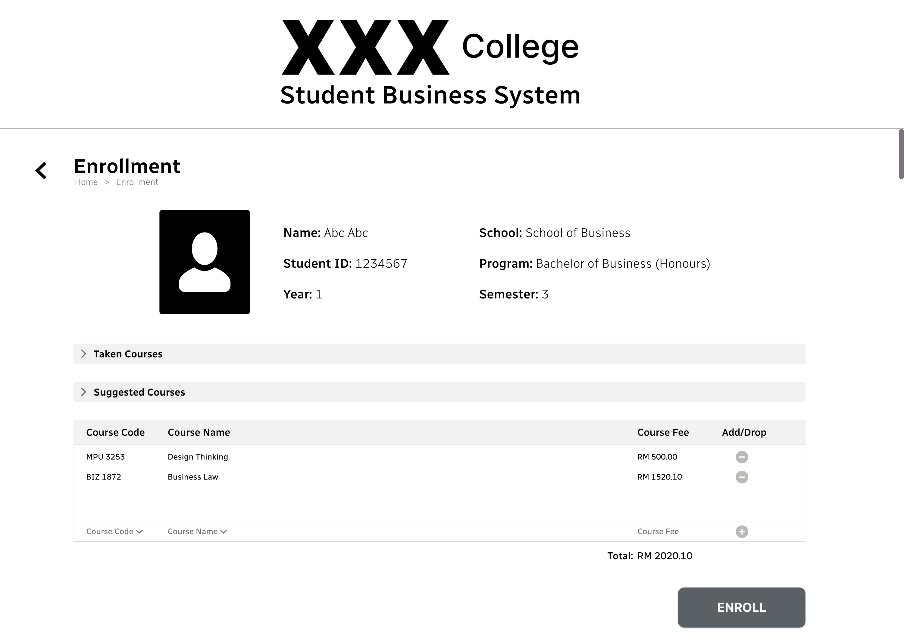 XXX College
Student Business System
Enrollment
Home > Enrollment
Name: Abc Abc
School: School of Business
Student ID: 1234567
Program: Bachelor of Business (Honours)
Year: 1
Semester: 3
Taken Courses
Suggested Courses
Course Code Course Name Course Fee Add/Drop
MPU 3253 Design Thinking RM 500.00
BIZ 1872 Business Law RM 1520.10
Course Code Course Name Course Fee
Total: RM 2020.10
ENROLL